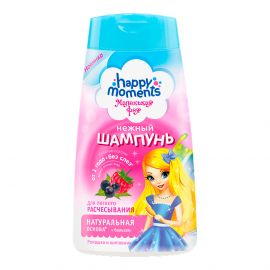 Новинка
happy
moments
Маленькая
фея
нежный
ШАМПУНЬ
от 3 лет • Без слез
для легкого
РАСЧЕСЫВАНИЯ
НАТУРАЛЬНАЯ
ОСНОВА*